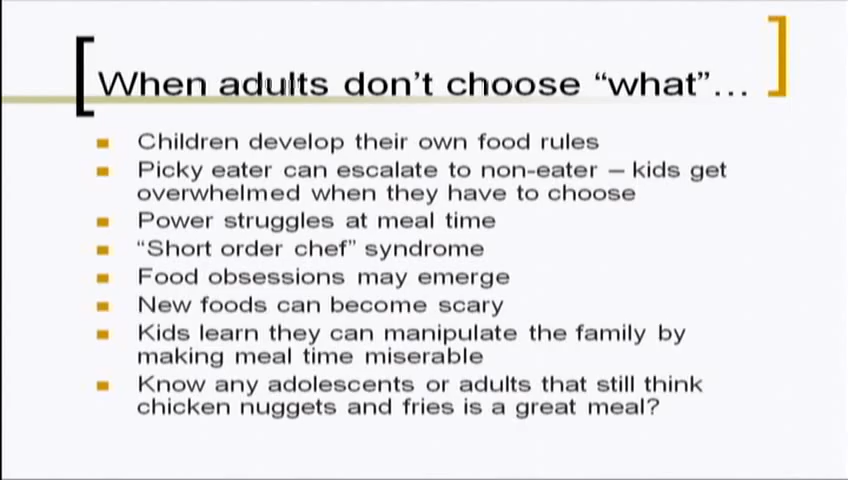 When adults don't choose “what”…
Children develop their own food rules
Picky eater can escalate to non-eater – kids get
overwhelmed when they have to choose
Power struggles at meal time
“Short order chef” syndrome
Food obsessions may emerge
New foods can become scary
Kids learn they can manipulate the family by
making meal time miserable
Know any adolescents or adults that still think
chicken nuggets and fries is a great meal?